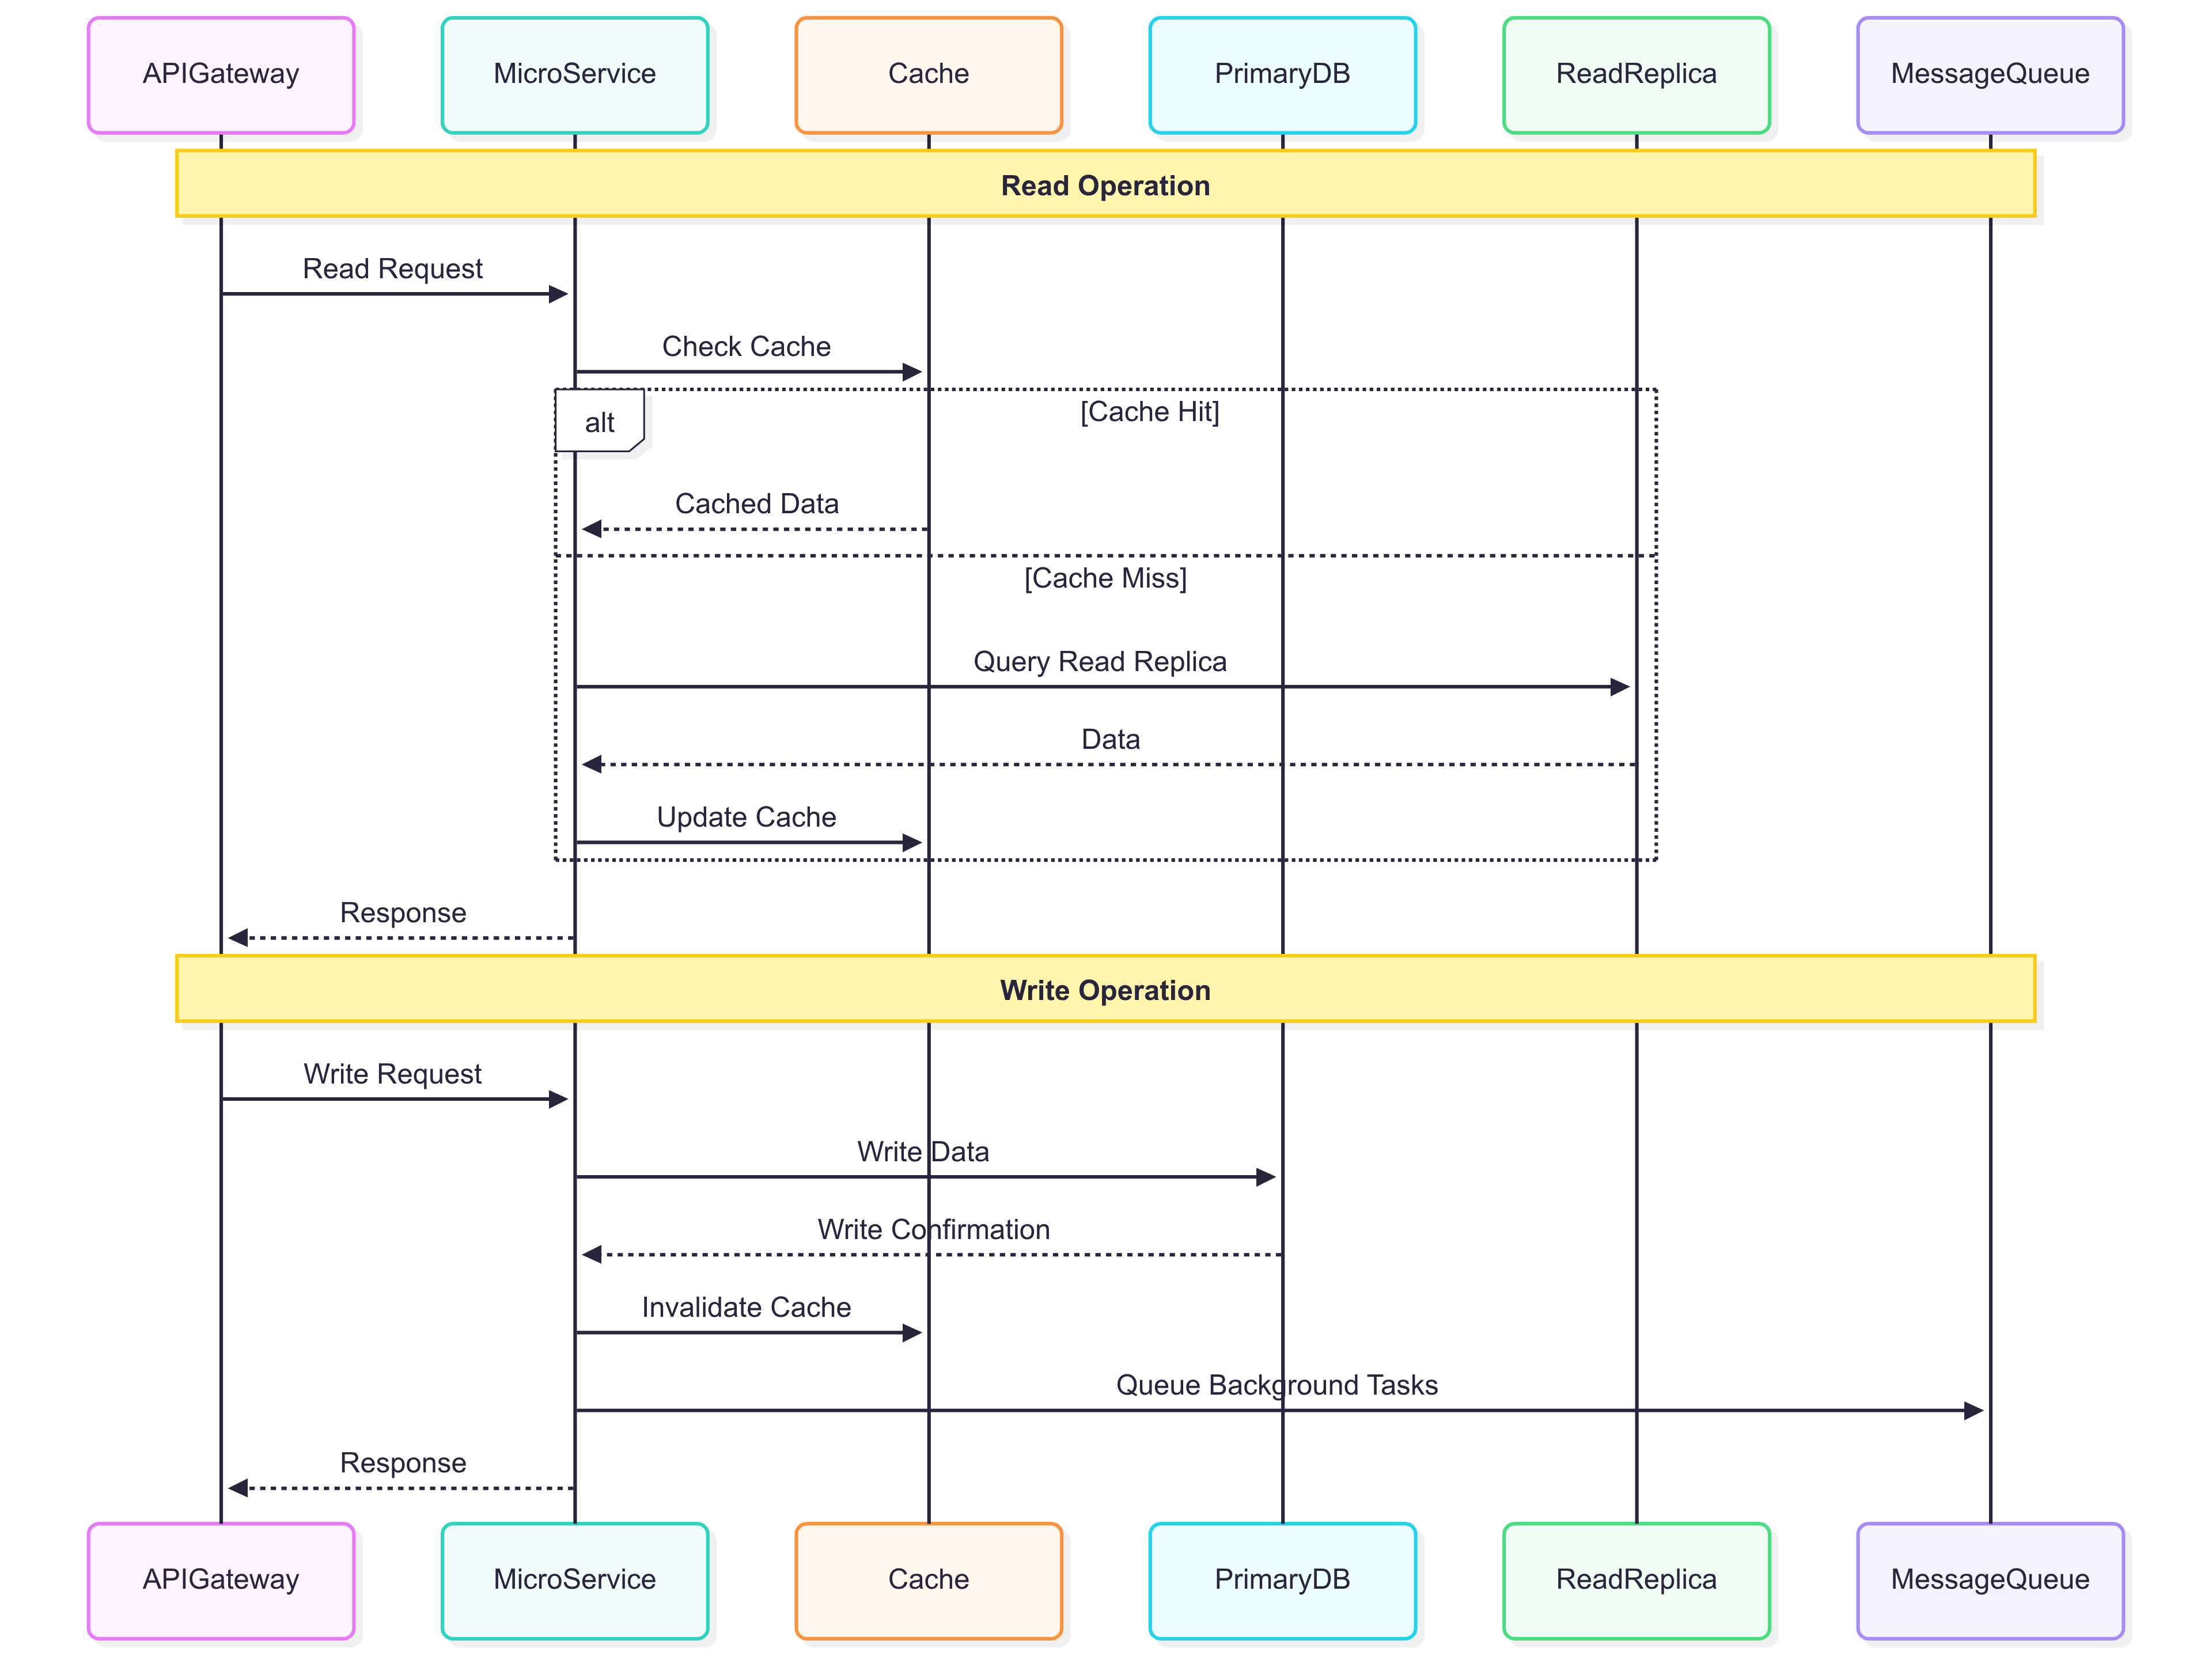 APIGateway
MicroService
Cache
PrimaryDB
ReadReplica
MessageQueue
Read Operation
Read Request
Check Cache
alt
[Cache Hit]
Cached Data
[Cache Miss]
Query Read Replica
Data
Update Cache
Response
Write Operation
Write Request
Write Data
Write Confirmation
Invalidate Cache
Queue Background Tasks
Response
APIGateway
MicroService
Cache
PrimaryDB
ReadReplica
MessageQueue